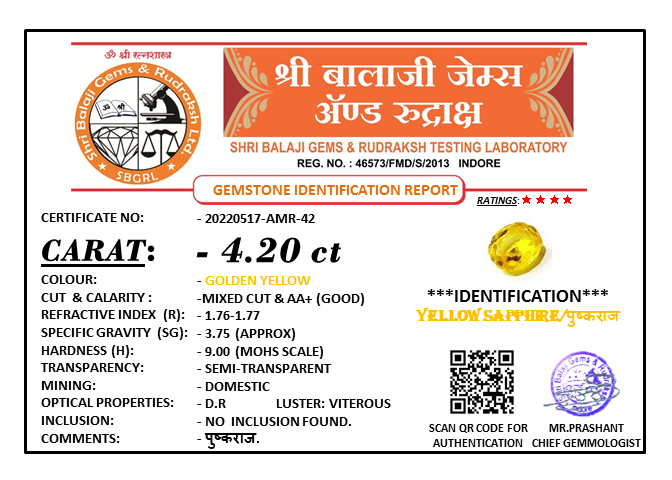 ॐ श्री रत्नशास्त्र
Shri Balaji Gems & Rudraksh Testing Ltd.
SBGRL
श्री बालाजी जेम्स
ॲण्ड रुद्राक्ष
SHRI BALAJI GEMS & RUDRAKSH TESTING LABORATORY
REG. NO. : 46573/FMD/S/2013 INDORE
GEMSTONE IDENTIFICATION REPORT
RATINGS: ★ ★ ★ ★
CERTIFICATE NO: - 20220517-AMR-42
CARAT: - 4.20 ct
COLOUR: - GOLDEN YELLOW
CUT & CALARITY : -MIXED CUT & AA+ (GOOD)
REFRACTIVE INDEX (R): - 1.76-1.77
SPECIFIC GRAVITY (SG): - 3.75 (APPROX)
HARDNESS (H): - 9.00 (MOHS SCALE)
TRANSPARENCY: - SEMI-TRANSPARENT
MINING: - DOMESTIC
OPTICAL PROPERTIES: - D.R LUSTER: VITEROUS
INCLUSION: - NO INCLUSION FOUND.
COMMENTS: - पुष्कराज.
***IDENTIFICATION***
YELLOW SAPPHIRE/पुष्कराज
SCAN QR CODE FOR
AUTHENTICATION
MR.PRASHANT
CHIEF GEMMOLOGIST